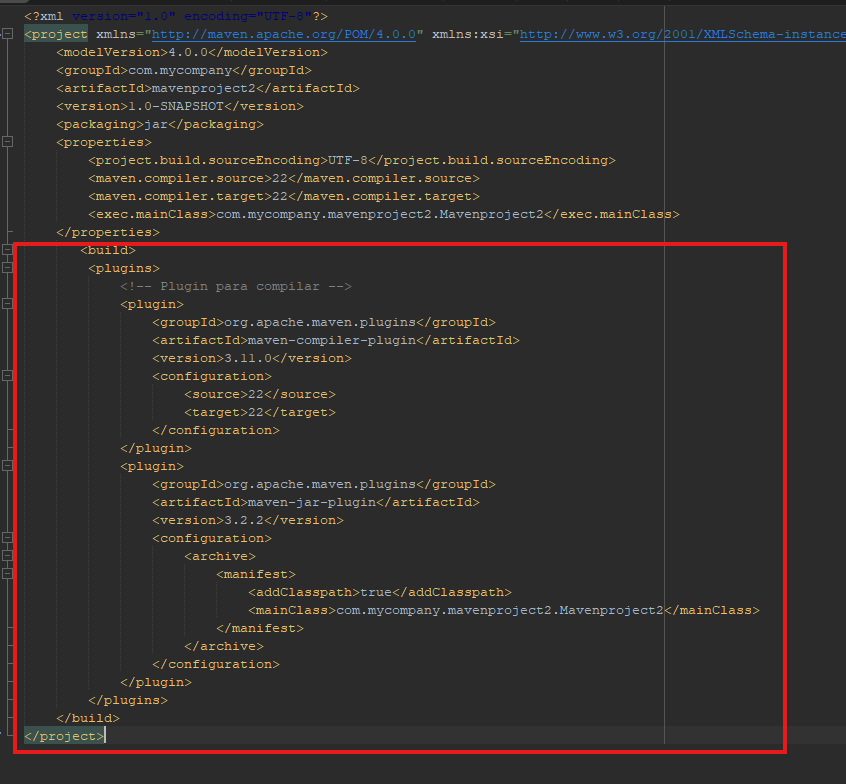 <?xml version="1.0" encoding="UTF-8"?>
<project xmlns="http://maven.apache.org/POM/4.0.0" xmlns:xsi="http://www.w3.org/2001/XMLSchema-instance
<modelVersion>4.0.0</modelVersion>
<groupId>com.mycompany</groupId>
<artifactId>mavenproject2</artifactId>
<version>1.0-SNAPSHOT</version>
<packaging>jar</packaging>
<properties>
<project.build.sourceEncoding>UTF-8</project.build.sourceEncoding>
<maven.compiler.source>22</maven.compiler.source>
<maven.compiler.target>22</maven.compiler.target>
<exec.mainClass>com.mycompany.mavenproject2.Mavenproject2</exec.mainClass>
</properties>
<build>
<plugins>
<!-- Plugin para compilar -->
<plugin>
<groupId>org.apache.maven.plugins</groupId>
<artifactId>maven-compiler-plugin</artifactId>
<version>3.11.0</version>
<configuration>
<source>22</source>
<target>22</target>
</configuration>
</plugin>
<plugin>
<groupId>org.apache.maven.plugins</groupId>
<artifactId>maven-jar-plugin</artifactId>
<version>3.2.2</version>
<configuration>
<archive>
<manifest>
<addClasspath>true</addClasspath>
<mainClass>com.mycompany.mavenproject2.Mavenproject2</mainClass>
</manifest>
</archive>
</configuration>
</plugin>
</plugins>
</build>
</project>